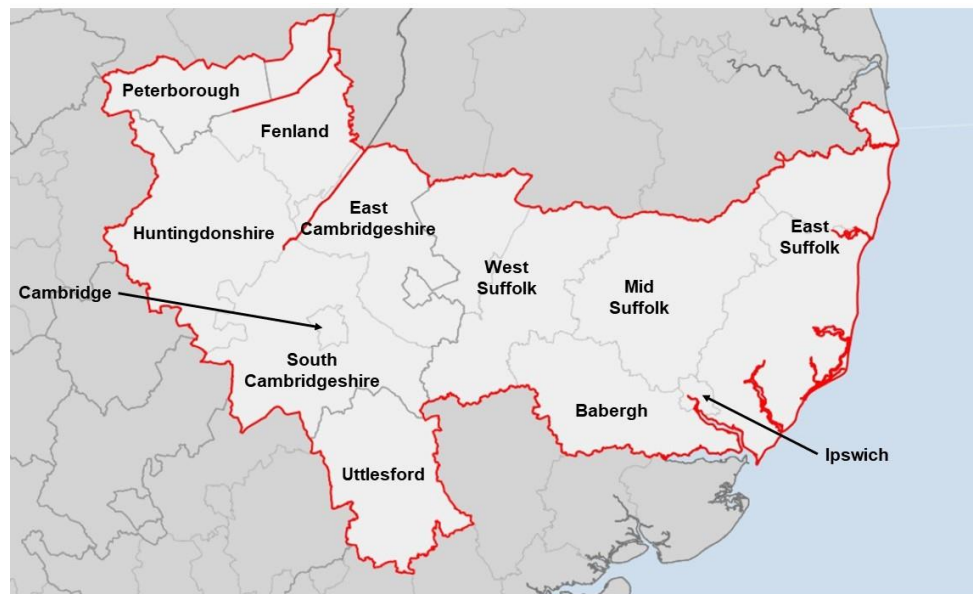 Peterborough
Fenland
East
Cambridgeshire
Huntingdonshire
East
Suffolk
West
Suffolk
Mid
Suffolk
Cambridge
South
Cambridgeshire
Babergh
Ipswich
Uttlesford